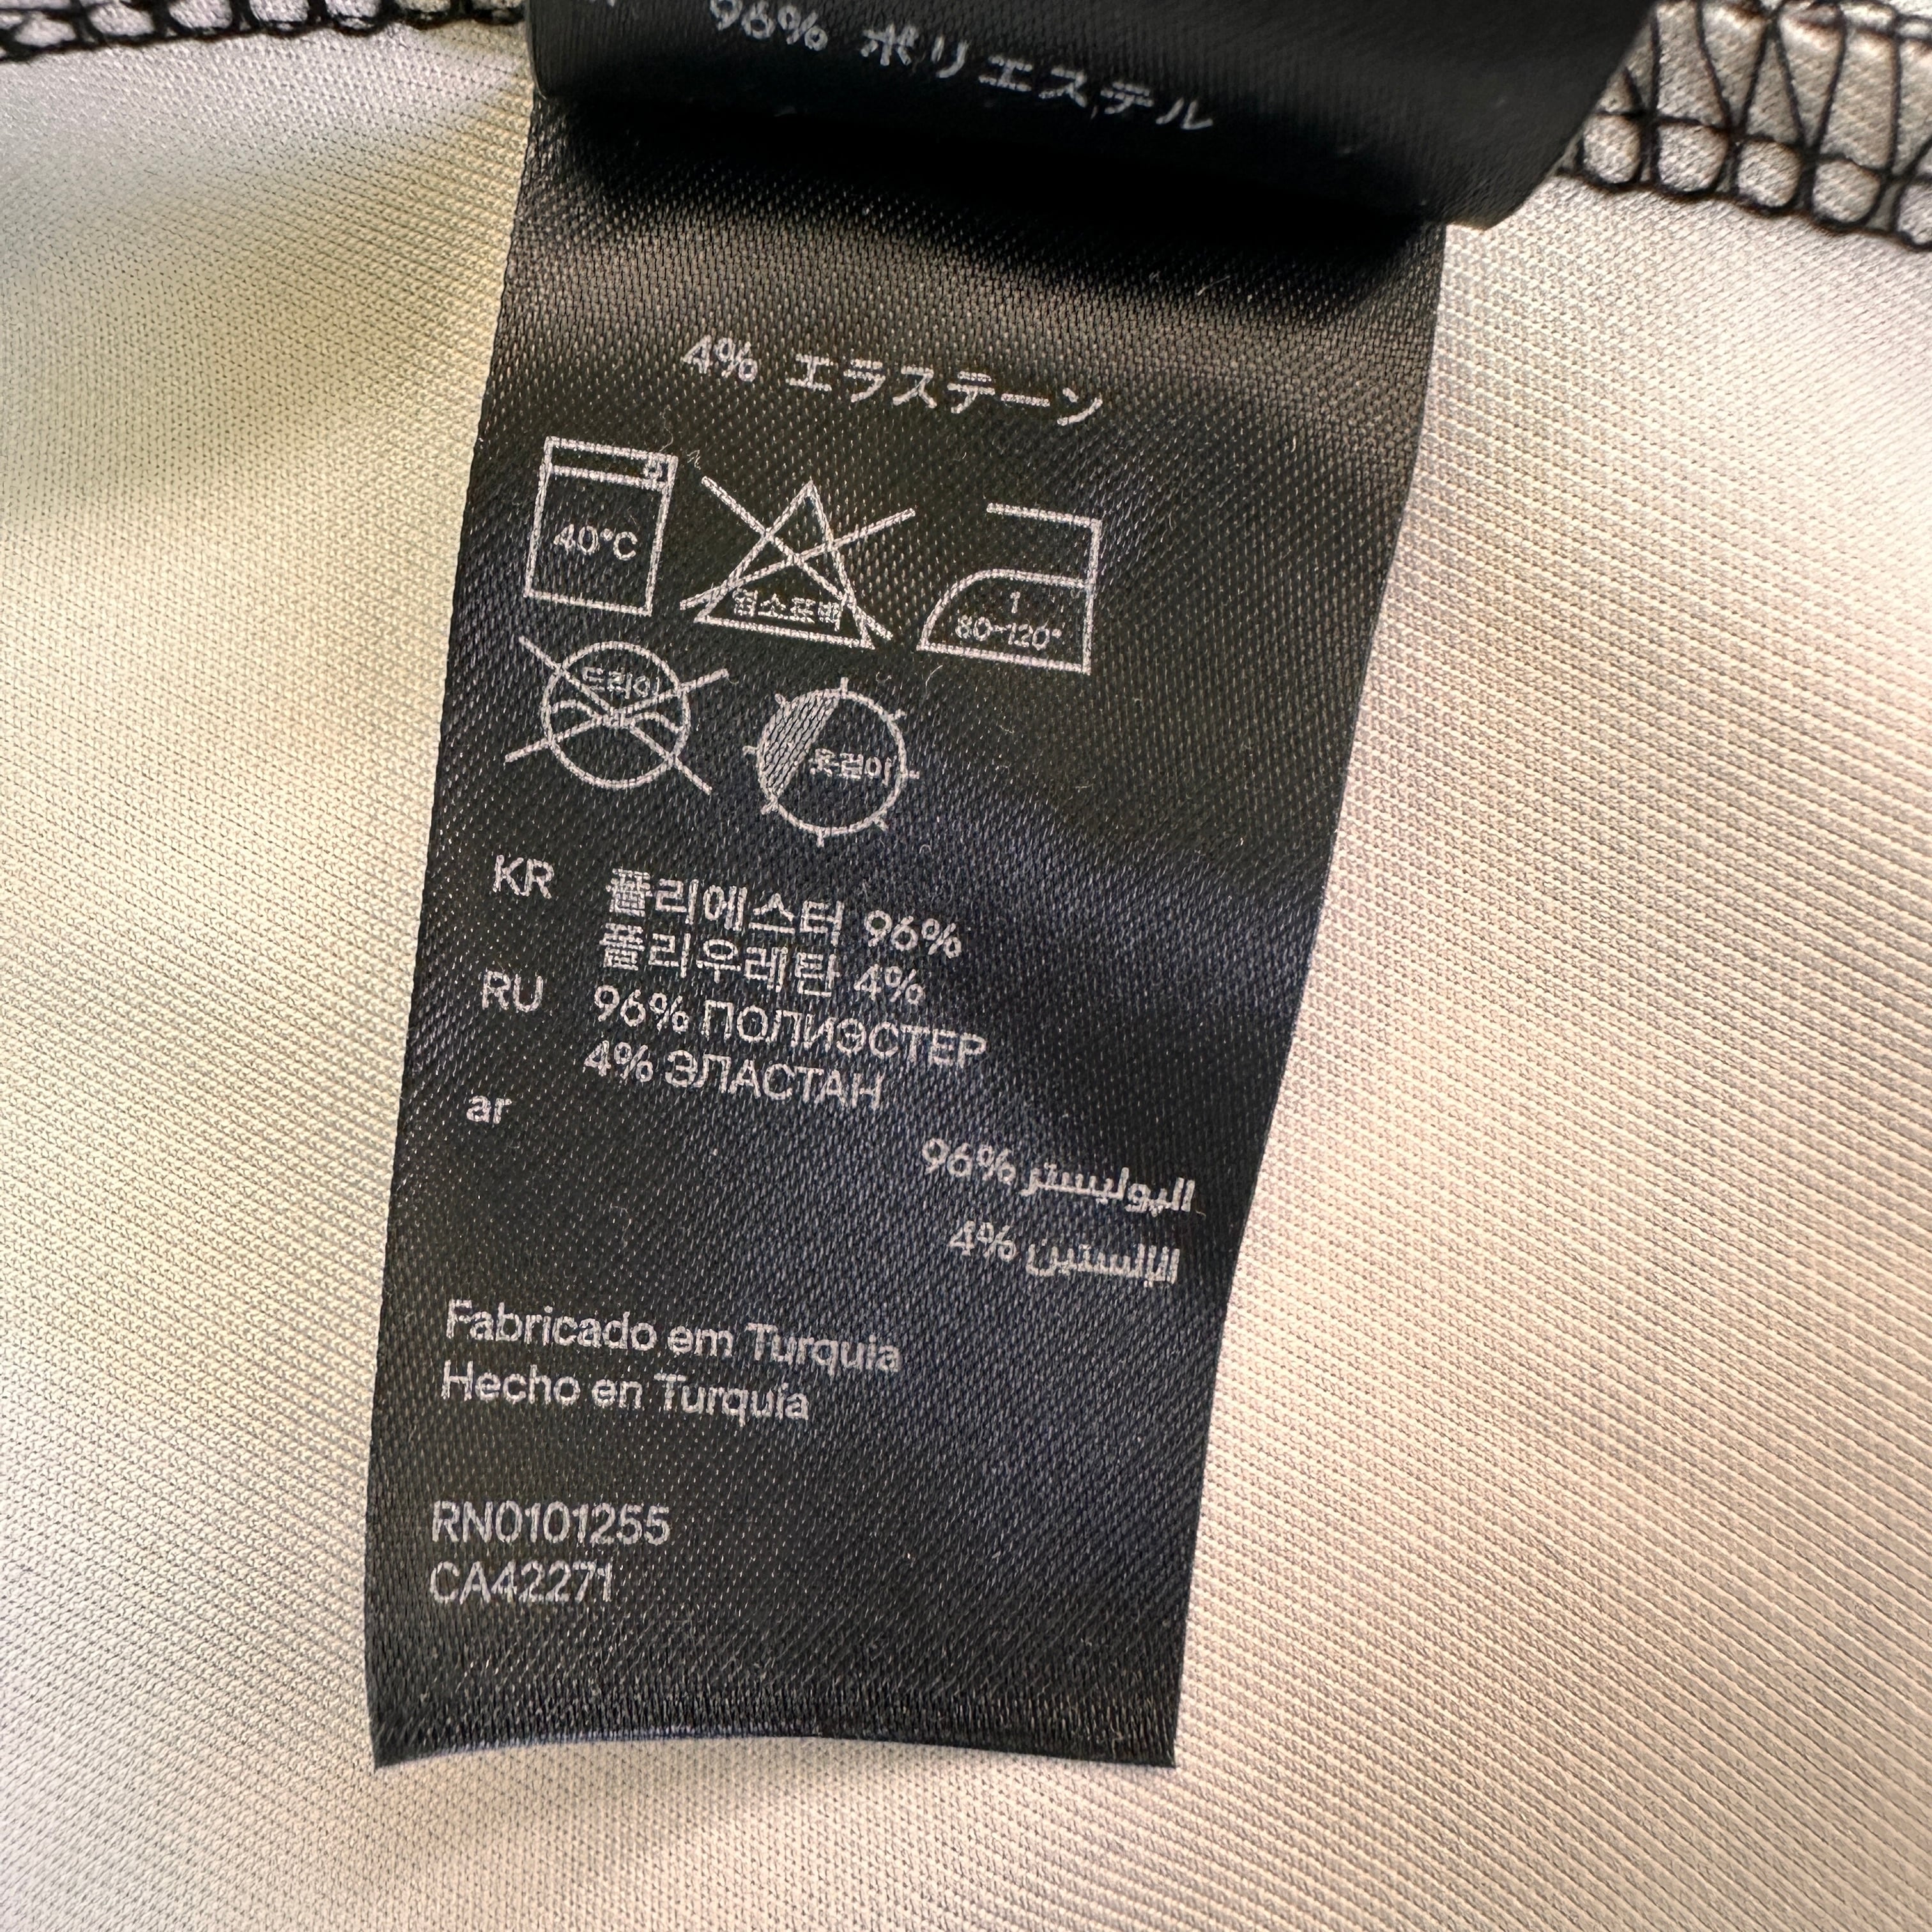 96% ポリエステル
4% エラステーン
40°C
염소표백
1
80~120°
드라이
옷걸이
KR 폴리에스터 96%
폴리우레탄 4%
RU 96% ПОЛИЭСТЕР
4% ЭЛАСТАН
ar
البوليستر %96
الإلستين %4
Fabricado em Turquia
Hecho en Turquía
RN0101255
CA42271